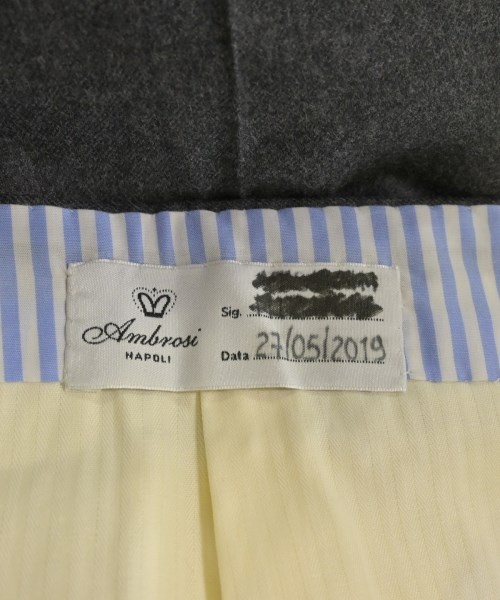 Ambrosi
NAPOLI
Sig.
Data 27/05/2019